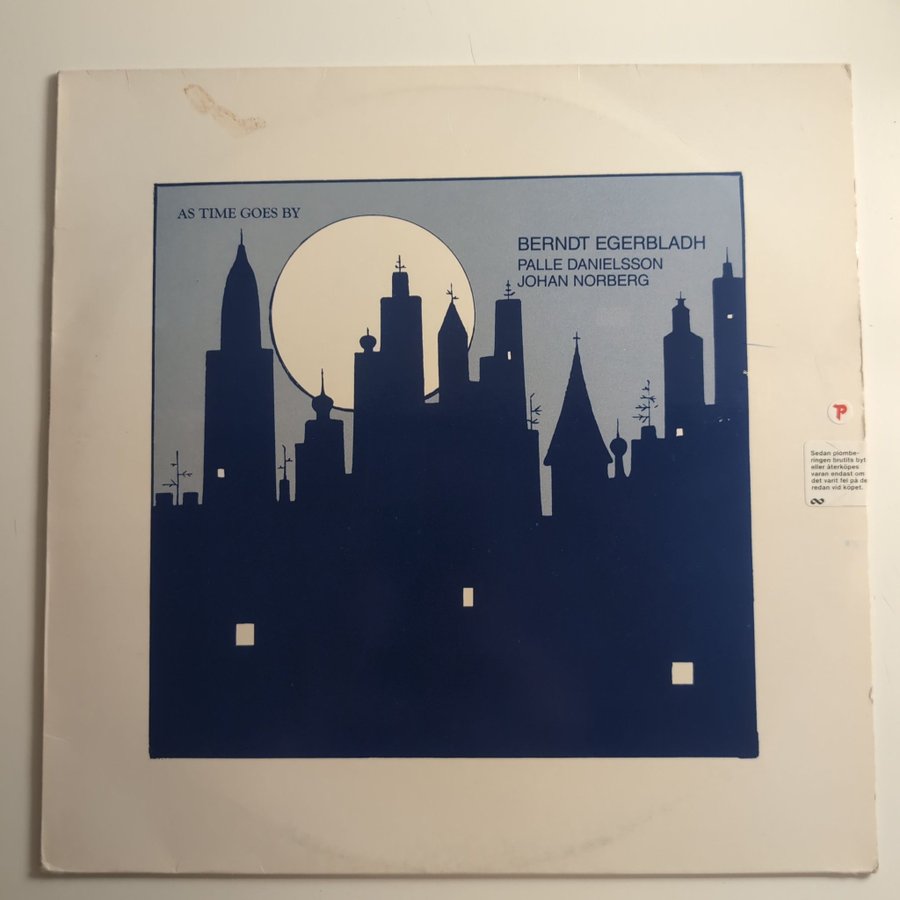 AS TIME GOES BY
BERNDT EGERBLADH
PALLE DANIELSSON
JOHAN NORBERG
P
Sedan plombe-
ringen brutits byt
eller återköpes
varan endast om
det varit fel på de
redan vid köpet.